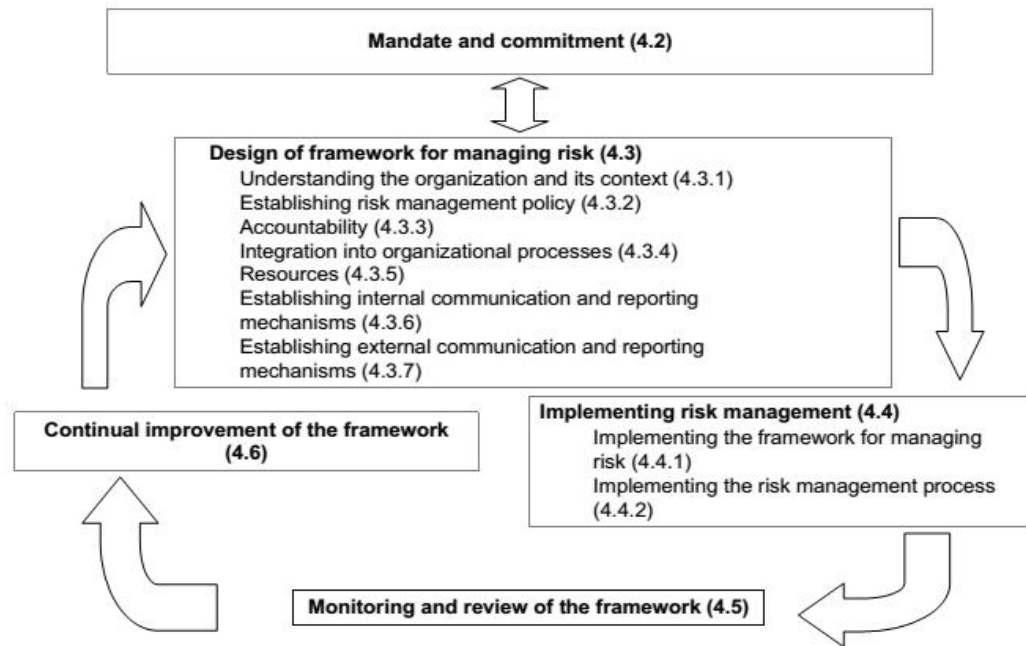 Mandate and commitment (4.2)
Design of framework for managing risk (4.3)
Understanding the organization and its context (4.3.1)
Establishing risk management policy (4.3.2)
Accountability (4.3.3)
Integration into organizational processes (4.3.4)
Resources (4.3.5)
Establishing internal communication and reporting
mechanisms (4.3.6)
Establishing external communication and reporting
mechanisms (4.3.7)
Continual improvement of the framework
(4.6)
Implementing risk management (4.4)
Implementing the framework for managing
risk (4.4.1)
Implementing the risk management process
(4.4.2)
Monitoring and review of the framework (4.5)